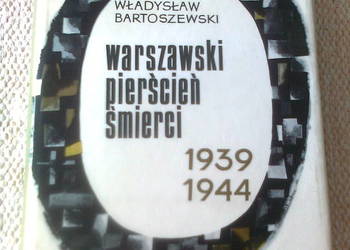 WŁADYSŁAW
BARTOSZEWSKI
warszawski
pierścień
śmierci
1939
1944